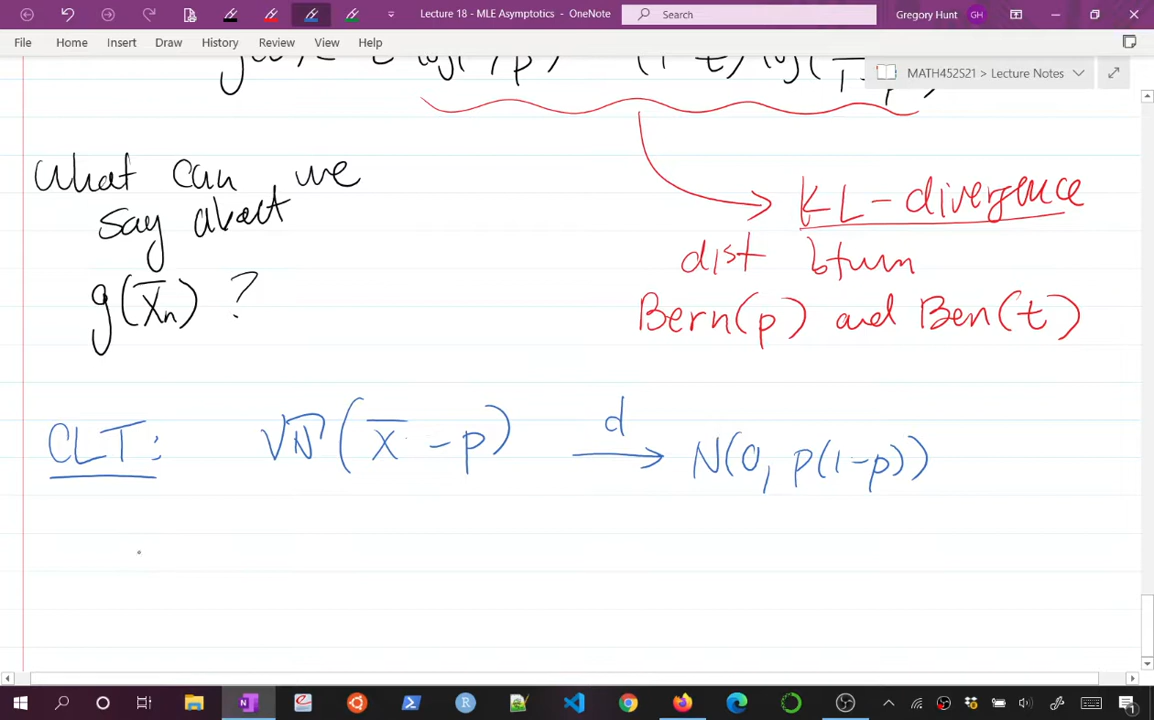 Lecture 18 - MLE Asymptotics - OneNote
Search
Gregory Hunt
GH
File Home Insert Draw History Review View Help
MATH452S21 > Lecture Notes
What can we
say about
g(X̄n) ?
KL-divergence
dist btwn
Bern(p) and Ben(t)
CLT: √N (X̄ - p) →d N(0, p(1-p))